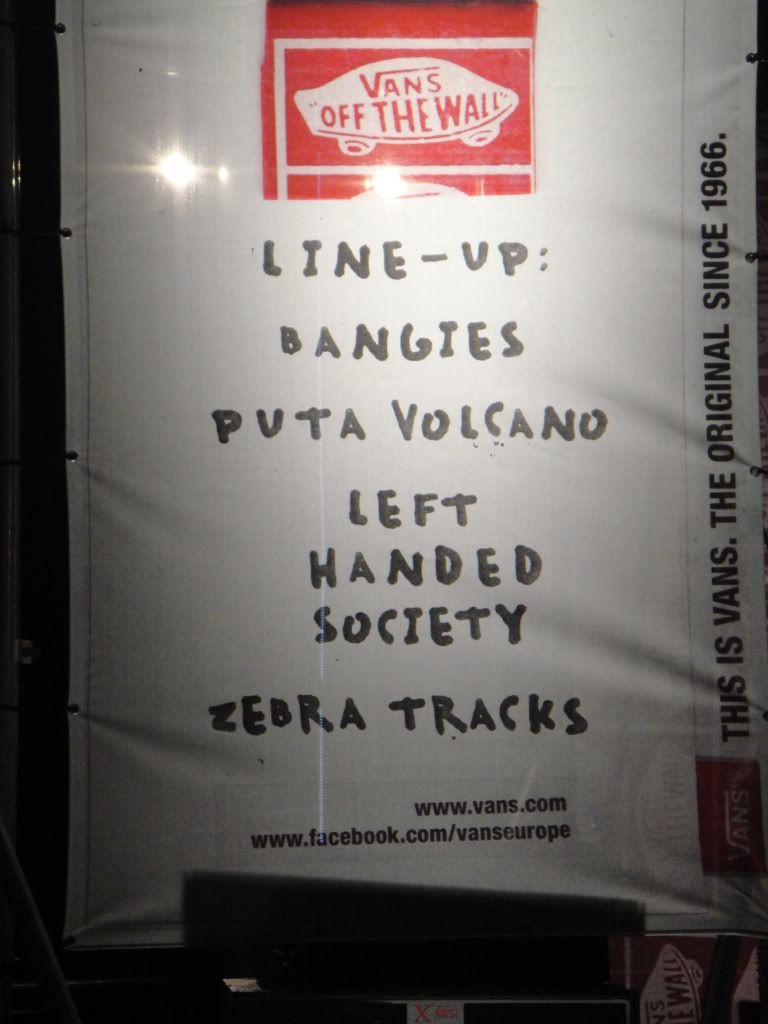 VANS
"OFF THE WALL"
LINE-UP:
BANGIES
PUTA VOLCANO
LEFT
HANDED
SOCIETY
ZEBRA TRACKS
www.vans.com
www.facebook.com/vanseurope
THIS IS VANS. THE ORIGINAL SINCE 1966.
VANS